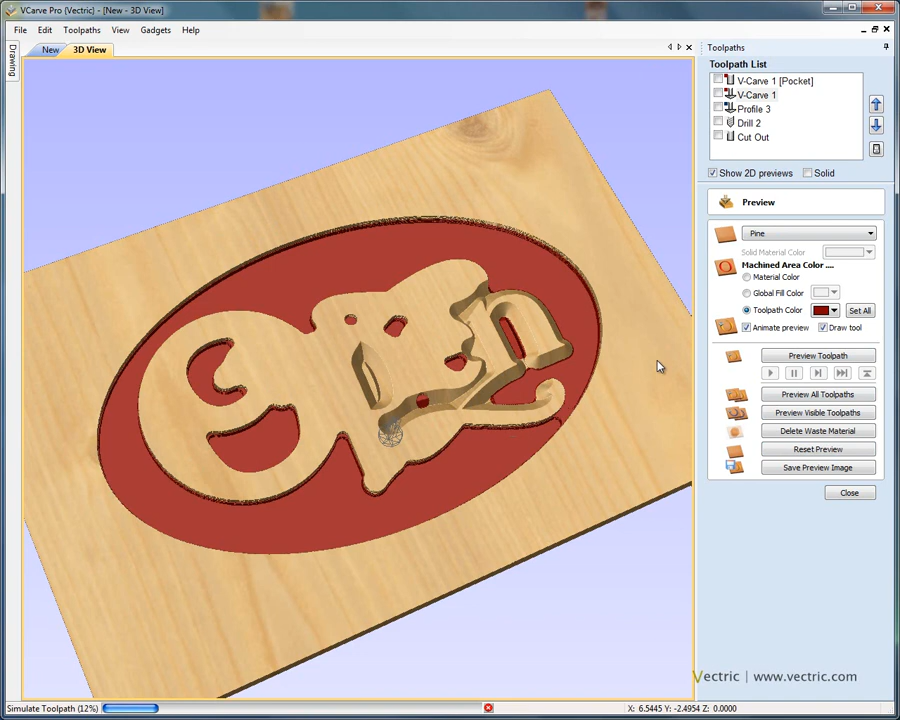 VCarve Pro (Vectric) - [New - 3D View]
File Edit Toolpaths View Gadgets Help
Drawing
New 3D View
Toolpaths
Toolpath List
V-Carve 1 [Pocket]
V-Carve 1
Profile 3
Drill 2
Cut Out
Show 2D previews Solid
Preview
Pine
Solid Material Color
Machined Area Color ....
Material Color
Global Fill Color
Toolpath Color Set All
Animate preview Draw tool
Preview Toolpath
Preview All Toolpaths
Preview Visible Toolpaths
Delete Waste Material
Reset Preview
Save Preview Image
Close
Vectric | www.vectric.com
Simulate Toolpath (12%) X: 6.5445 Y: -2.4954 Z: 0.0000